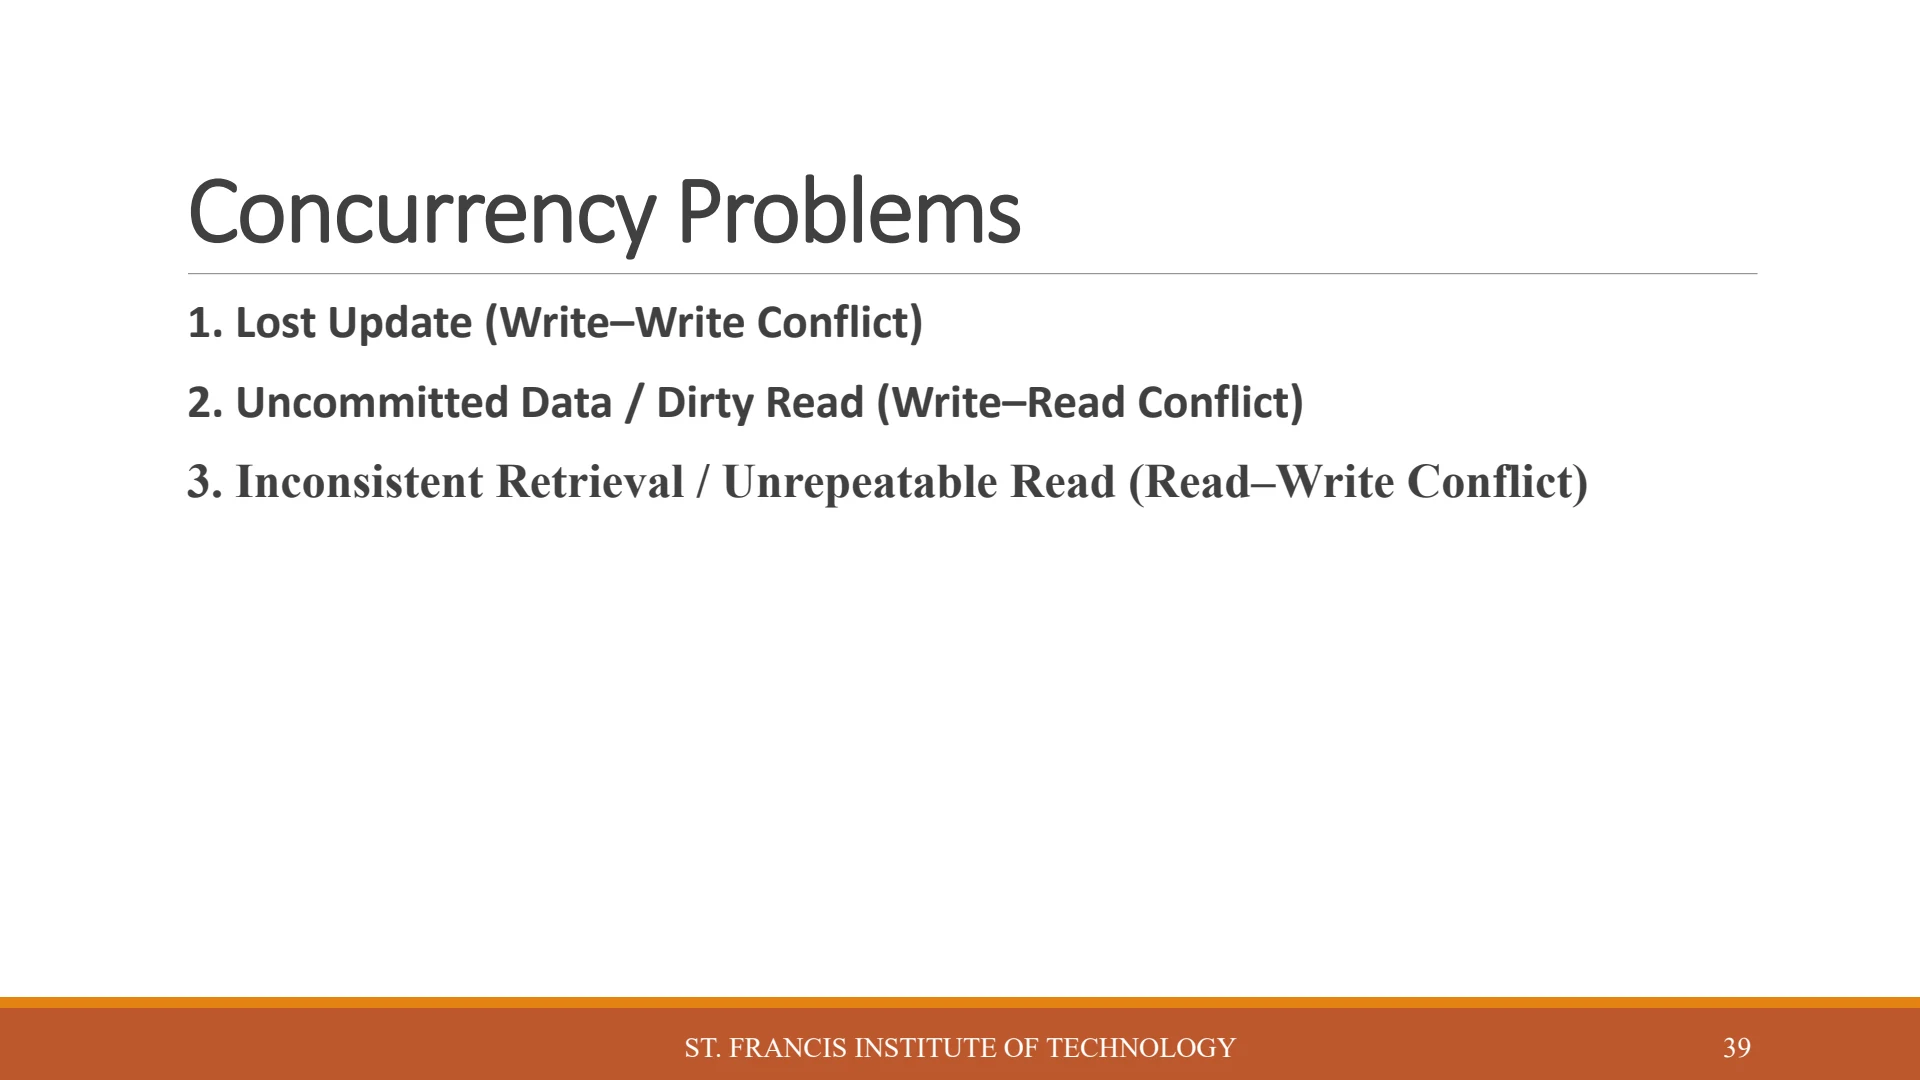 Concurrency Problems
1. Lost Update (Write–Write Conflict)
2. Uncommitted Data / Dirty Read (Write–Read Conflict)
3. Inconsistent Retrieval / Unrepeatable Read (Read–Write Conflict)
ST. FRANCIS INSTITUTE OF TECHNOLOGY
39